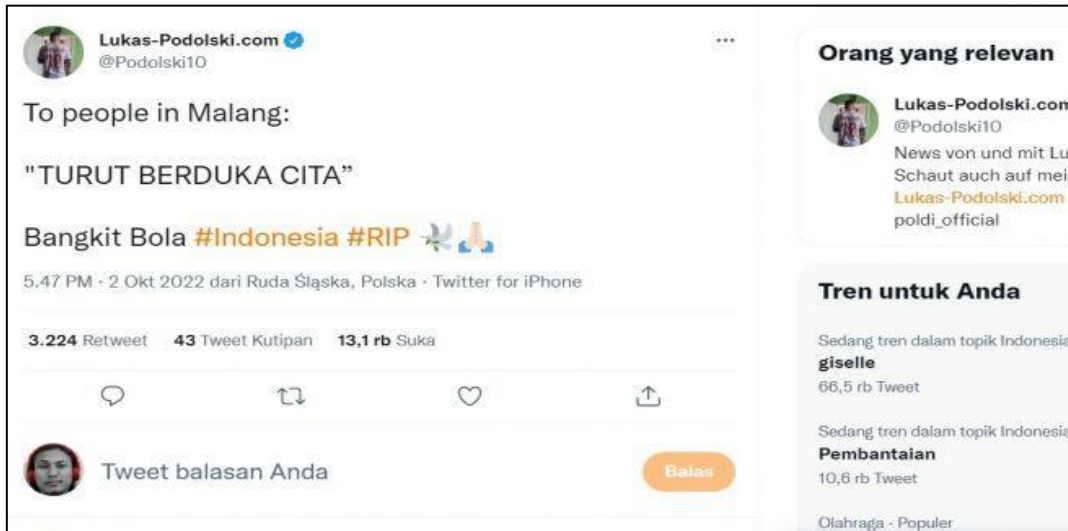 Lukas-Podolski.com
@Podolski10
To people in Malang:
"TURUT BERDUKA CITA”
Bangkit Bola #Indonesia #RIP 🕊️🙏🏻
5.47 PM · 2 Okt 2022 dari Ruda Śląska, Polska · Twitter for iPhone
3.224 Retweet 43 Tweet Kutipan 13,1 rb Suka
Tweet balasan Anda
Balas
Orang yang relevan
Lukas-Podolski.com
@Podolski10
News von und mit Lu
Schaut auch auf mei
Lukas-Podolski.com
poldi_official
Tren untuk Anda
Sedang tren dalam topik Indonesia
giselle
66,5 rb Tweet
Sedang tren dalam topik Indonesia
Pembantaian
10,6 rb Tweet
Olahraga · Populer